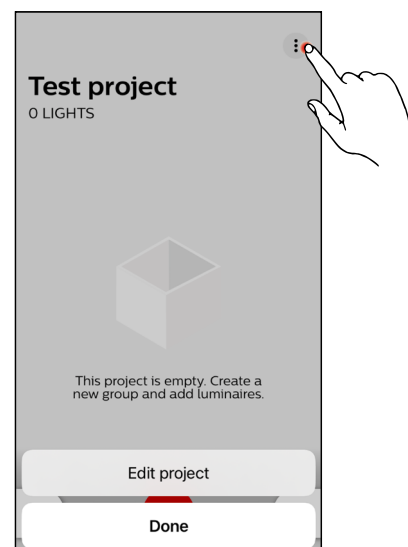 Test project
0 LIGHTS
This project is empty. Create a
new group and add luminaires.
Edit project
Done